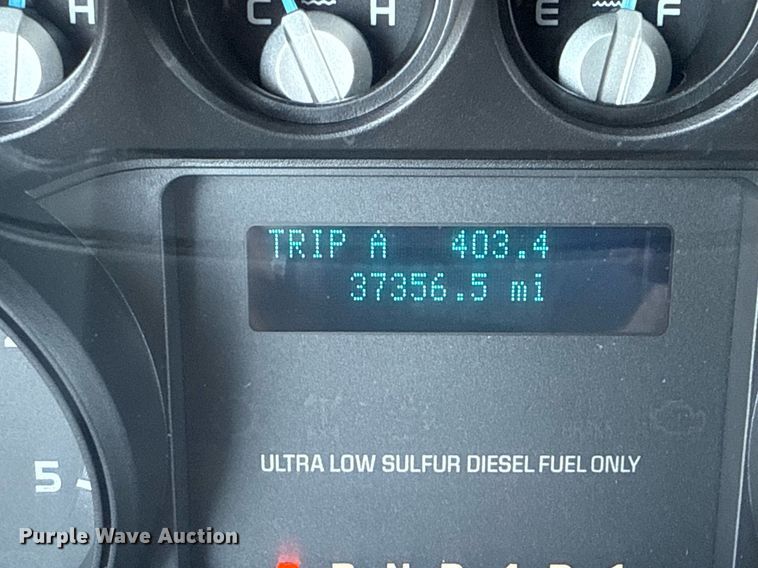 H
C H
E F
TRIP A 403.4
37356.5 mi
5
ULTRA LOW SULFUR DIESEL FUEL ONLY
Purple Wave Auction